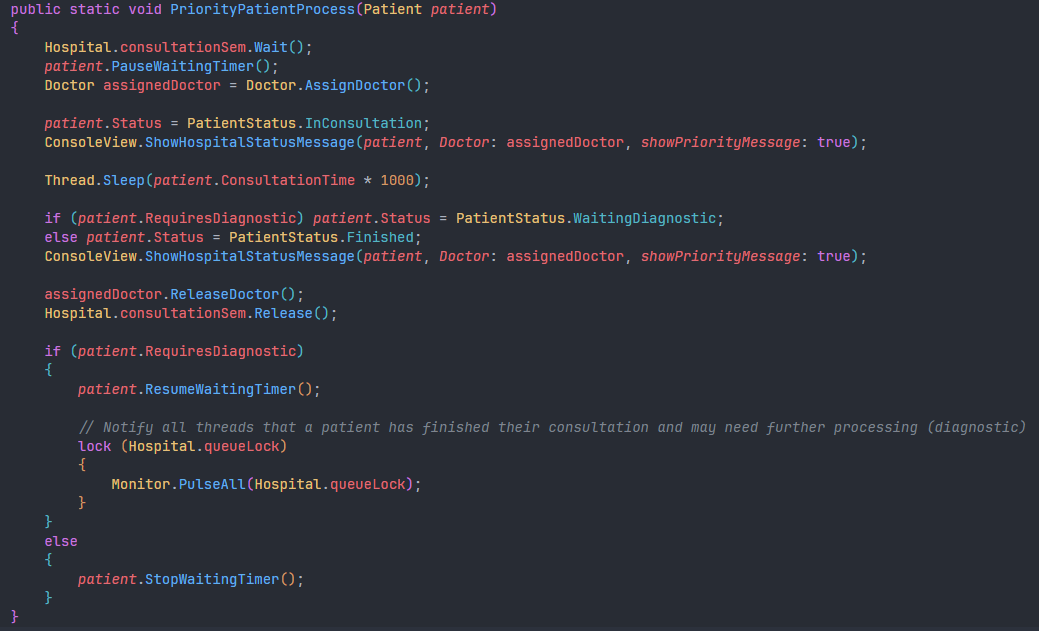 public static void PriorityPatientProcess(Patient patient)
{
    Hospital.consultationSem.Wait();
    patient.PauseWaitingTimer();
    Doctor assignedDoctor = Doctor.AssignDoctor();

    patient.Status = PatientStatus.InConsultation;
    ConsoleView.ShowHospitalStatusMessage(patient, Doctor: assignedDoctor, showPriorityMessage: true);

    Thread.Sleep(patient.ConsultationTime * 1000);

    if (patient.RequiresDiagnostic) patient.Status = PatientStatus.WaitingDiagnostic;
    else patient.Status = PatientStatus.Finished;
    ConsoleView.ShowHospitalStatusMessage(patient, Doctor: assignedDoctor, showPriorityMessage: true);

    assignedDoctor.ReleaseDoctor();
    Hospital.consultationSem.Release();

    if (patient.RequiresDiagnostic)
    {
        patient.ResumeWaitingTimer();

        // Notify all threads that a patient has finished their consultation and may need further processing (diagnostic)
        lock (Hospital.queueLock)
        {
            Monitor.PulseAll(Hospital.queueLock);
        }
    }
    else
    {
        patient.StopWaitingTimer();
    }
}